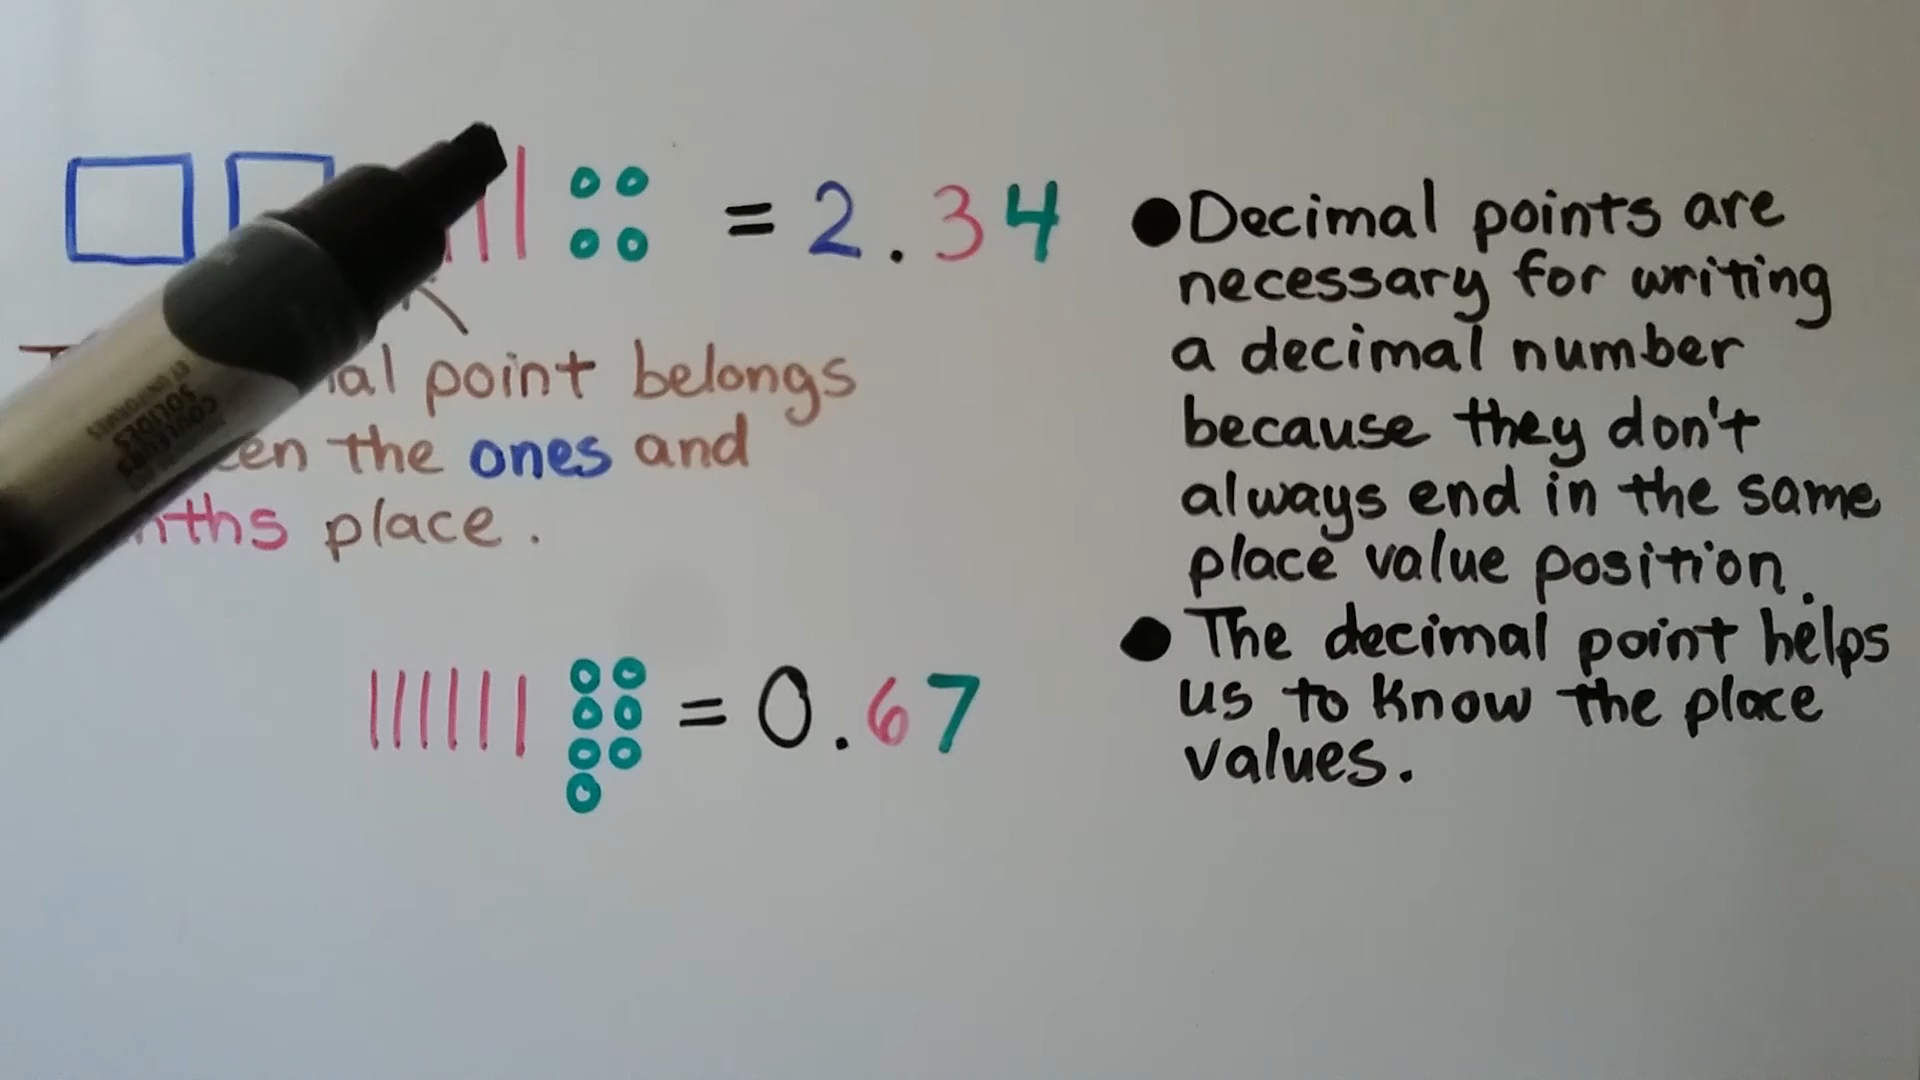 = 2.34
al point belongs
en the ones and
nths place.
= 0.67
●Decimal points are
necessary for writing
a decimal number
because they don't
always end in the same
place value position.
● The decimal point helps
us to know the place
values.
COULEURS
SOLIDES